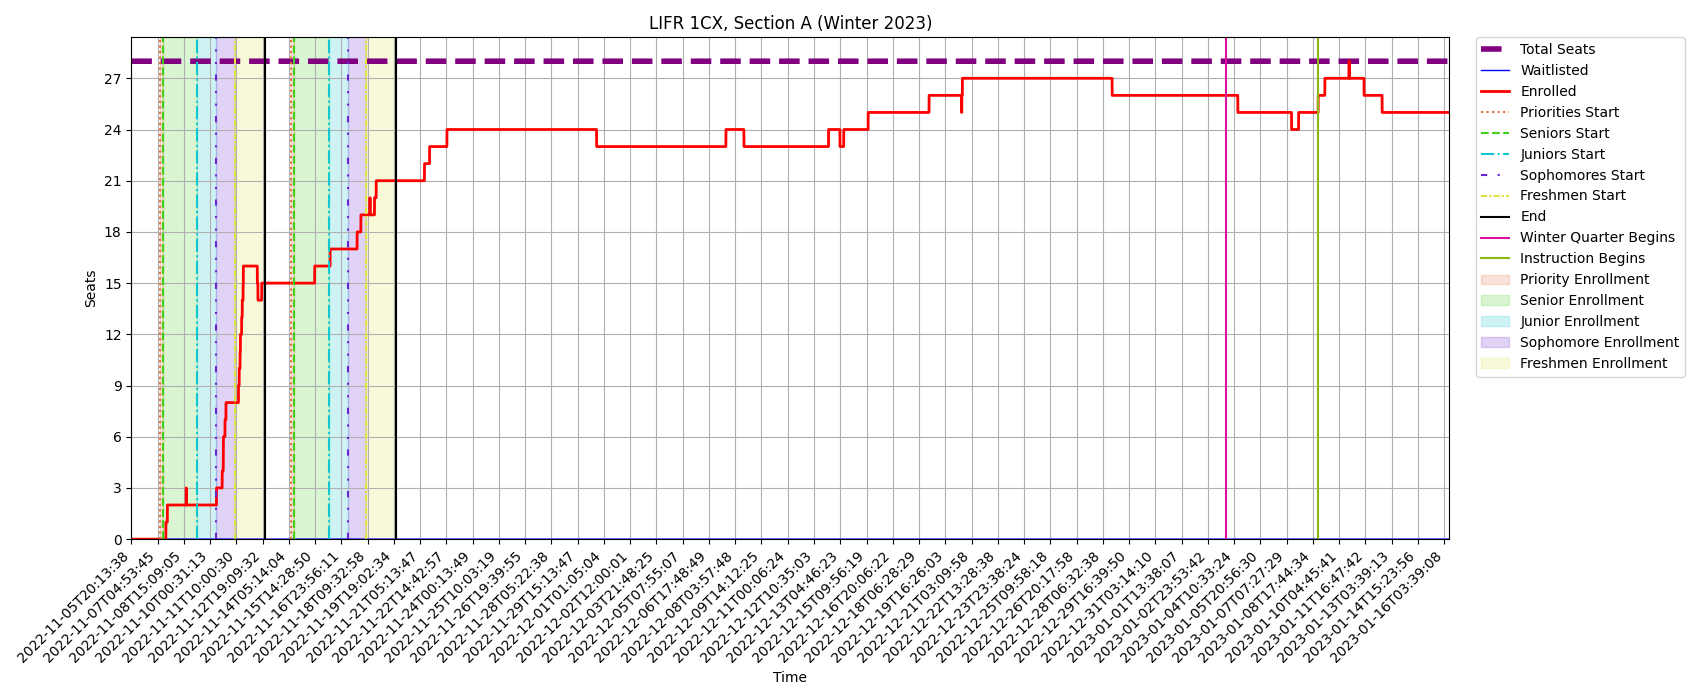 LIFR 1CX, Section A (Winter 2023)
Seats
27
24
21
18
15
12
9
6
3
0
2022-11-05T20:13:38
2022-11-07T04:53:45
2022-11-08T15:09:05
2022-11-10T00:31:13
2022-11-11T10:00:30
2022-11-12T19:09:32
2022-11-14T05:14:04
2022-11-15T14:28:50
2022-11-16T23:56:11
2022-11-18T09:32:58
2022-11-19T19:02:34
2022-11-21T05:13:47
2022-11-22T14:42:57
2022-11-24T00:13:49
2022-11-25T10:03:19
2022-11-26T19:39:55
2022-11-28T05:22:38
2022-11-29T15:13:47
2022-12-01T01:05:04
2022-12-02T12:00:01
2022-12-03T21:48:25
2022-12-05T07:55:07
2022-12-06T17:48:49
2022-12-08T03:57:48
2022-12-09T14:12:25
2022-12-11T00:06:24
2022-12-12T10:35:03
2022-12-13T04:46:23
2022-12-15T09:56:19
2022-12-16T20:06:22
2022-12-18T06:28:29
2022-12-19T16:26:03
2022-12-21T03:09:58
2022-12-22T13:28:38
2022-12-23T23:38:24
2022-12-25T09:58:18
2022-12-26T20:17:58
2022-12-28T06:32:38
2022-12-29T16:39:50
2022-12-31T03:14:10
2023-01-01T13:38:07
2023-01-02T23:53:42
2023-01-04T10:33:24
2023-01-05T20:56:30
2023-01-07T07:27:29
2023-01-08T17:44:34
2023-01-10T04:45:41
2023-01-11T16:47:42
2023-01-13T03:39:13
2023-01-14T15:23:56
2023-01-16T03:39:08
Time
Total Seats
Waitlisted
Enrolled
Priorities Start
Seniors Start
Juniors Start
Sophomores Start
Freshmen Start
End
Winter Quarter Begins
Instruction Begins
Priority Enrollment
Senior Enrollment
Junior Enrollment
Sophomore Enrollment
Freshmen Enrollment